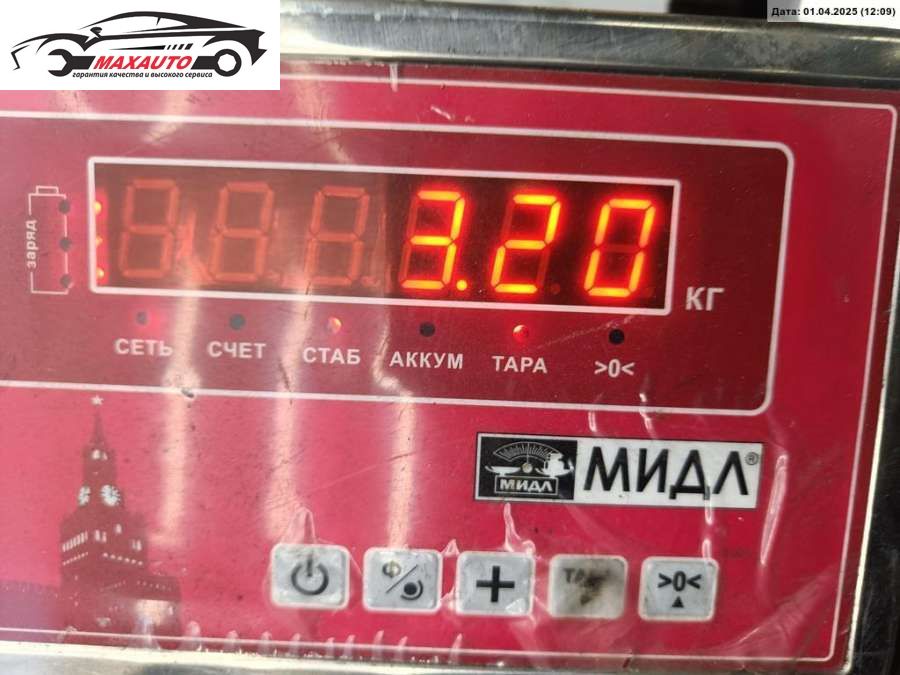 Дата: 01.04.2025 (12:09)
MAXAUTO
гарантия качества и высокого сервиса
3.20
КГ
заряд
СЕТЬ СЧЕТ СТАБ АККУМ ТАРА >0<
МИДЛ МИДЛ®
>0<